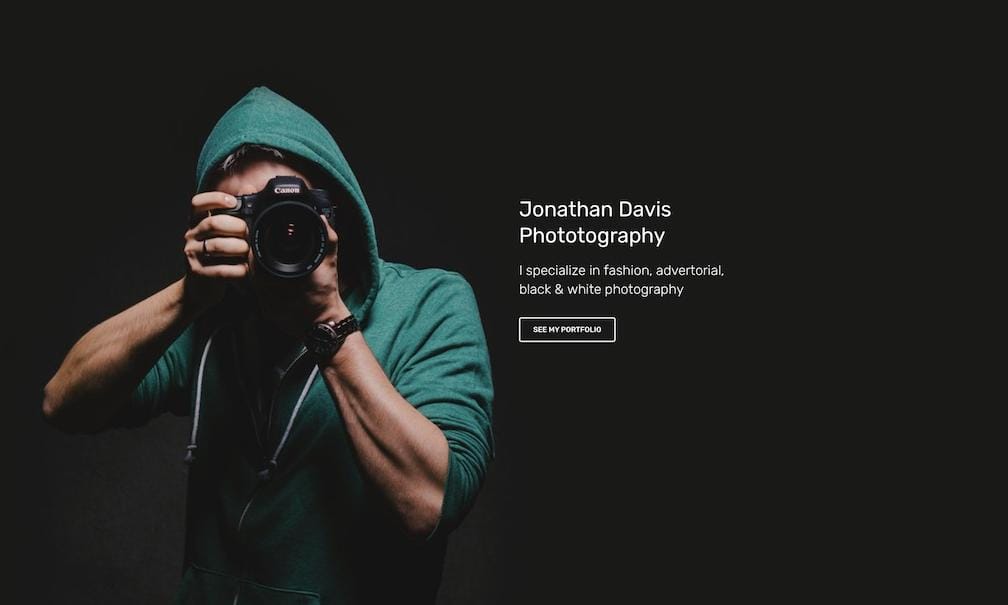 Canon
Jonathan Davis
Phototography
I specialize in fashion, advertorial,
black & white photography
SEE MY PORTFOLIO